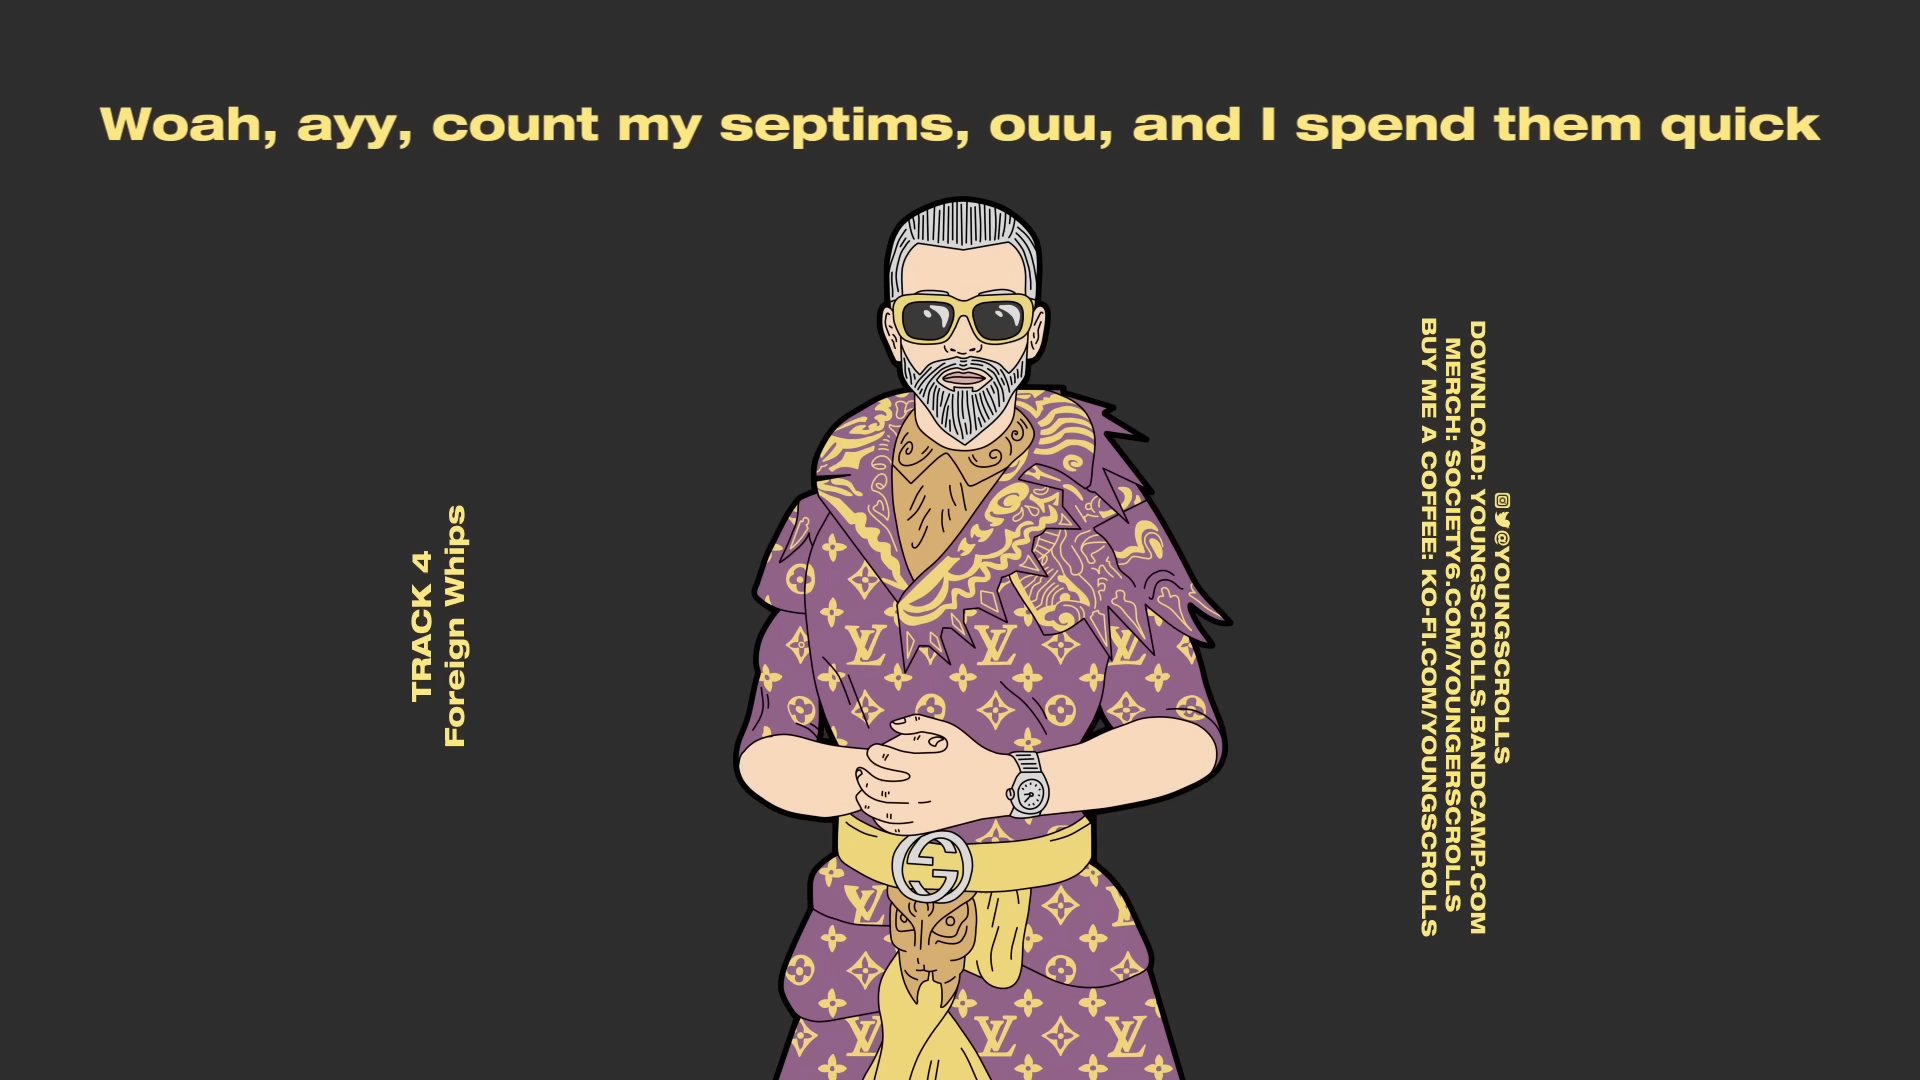 Woah, ayy, count my septims, ouu, and I spend them quick
TRACK 4
Foreign Whips
@YOUNGSCROLLS
DOWNLOAD: YOUNGSCROLLS.BANDCAMP.COM
MERCH: SOCIETY6.COM/YOUNGERSCROLLS
BUY ME A COFFEE: KO-FI.COM/YOUNGSCROLLS